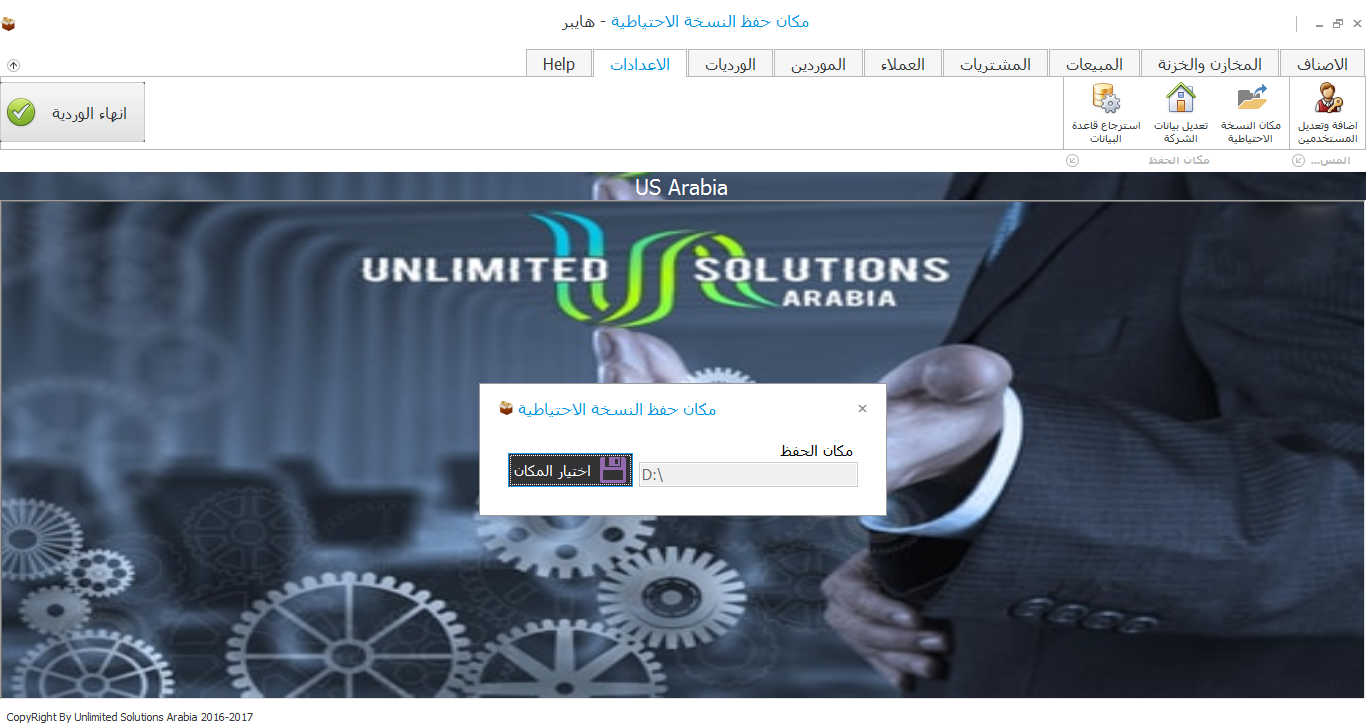 مكان حفظ النسخة الاحتياطية - هايبر
الاصناف
المخازن والخزنة
المبيعات
المشتريات
العملاء
الموردين
الورديات
الاعدادات
Help
اضافة وتعديل
المستخدمين
مكان النسخة
الاحتياطية
تعديل بيانات
الشركة
استرجاع قاعدة
البيانات
انهاء الوردية
المس...
مكان الحفظ
US Arabia
UNLIMITED SOLUTIONS
ARABIA
مكان حفظ النسخة الاحتياطية
مكان الحفظ
D:\
اختيار المكان
CopyRight By Unlimited Solutions Arabia 2016-2017